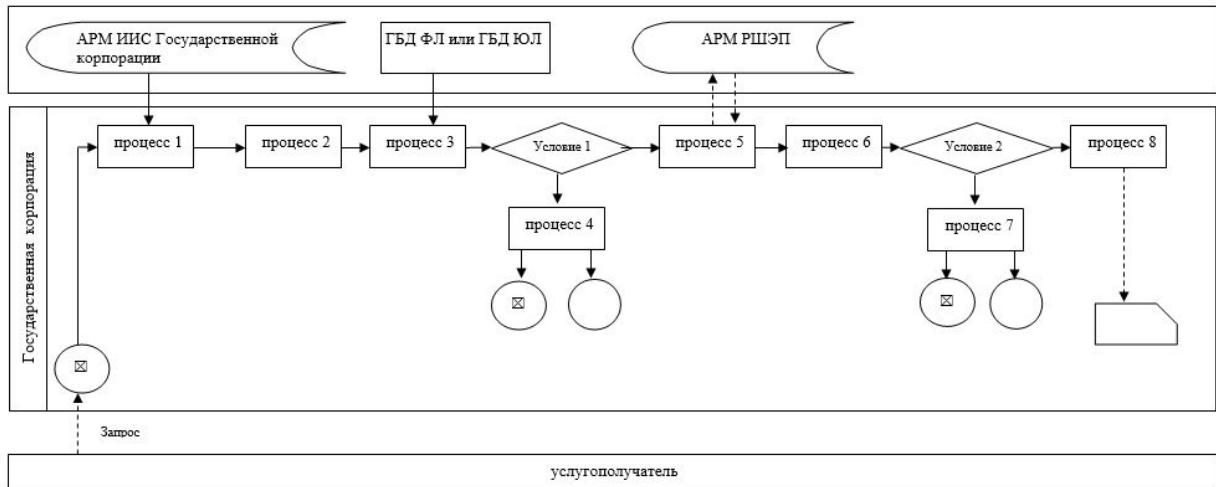 АРМ ИИС Государственной
корпорации
ГБД ФЛ или ГБД ЮЛ
АРМ РШЭП
Государственная корпорация
процесс 1
процесс 2
процесс 3
Условие 1
процесс 5
процесс 6
Условие 2
процесс 8
процесс 4
процесс 7
Запрос
услугополучатель